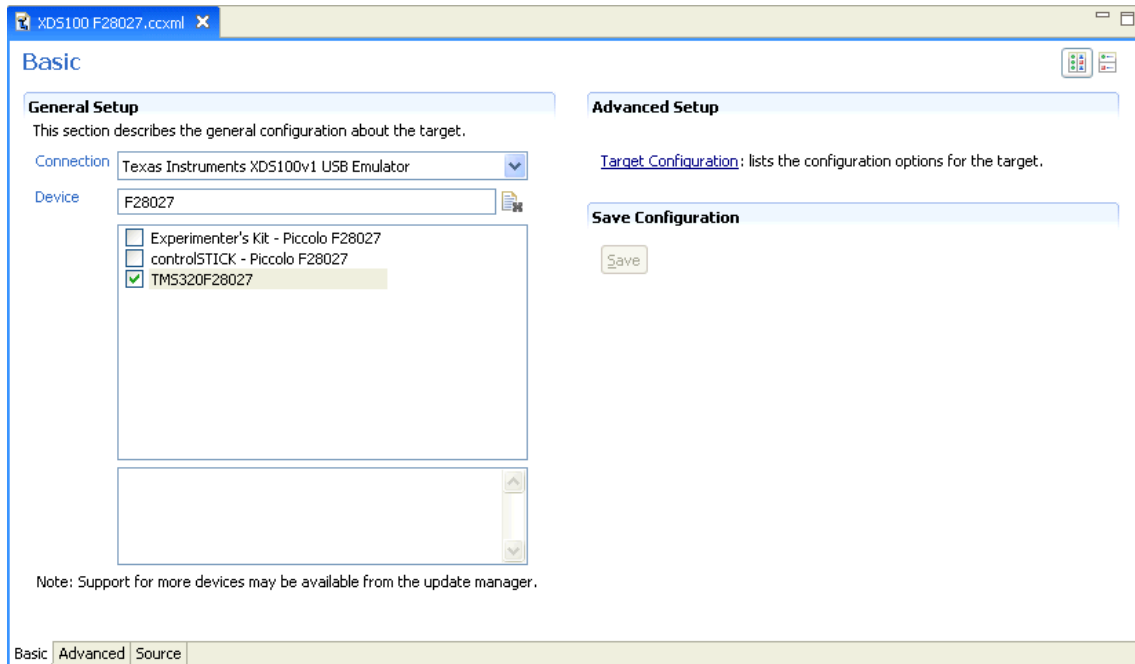 XDS100 F28027.ccxml
Basic
General Setup
This section describes the general configuration about the target.
Connection
Texas Instruments XDS100v1 USB Emulator
Device
F28027
Experimenter's Kit - Piccolo F28027
controlSTICK - Piccolo F28027
TMS320F28027
Note: Support for more devices may be available from the update manager.
Advanced Setup
Target Configuration: lists the configuration options for the target.
Save Configuration
Save
Basic
Advanced
Source